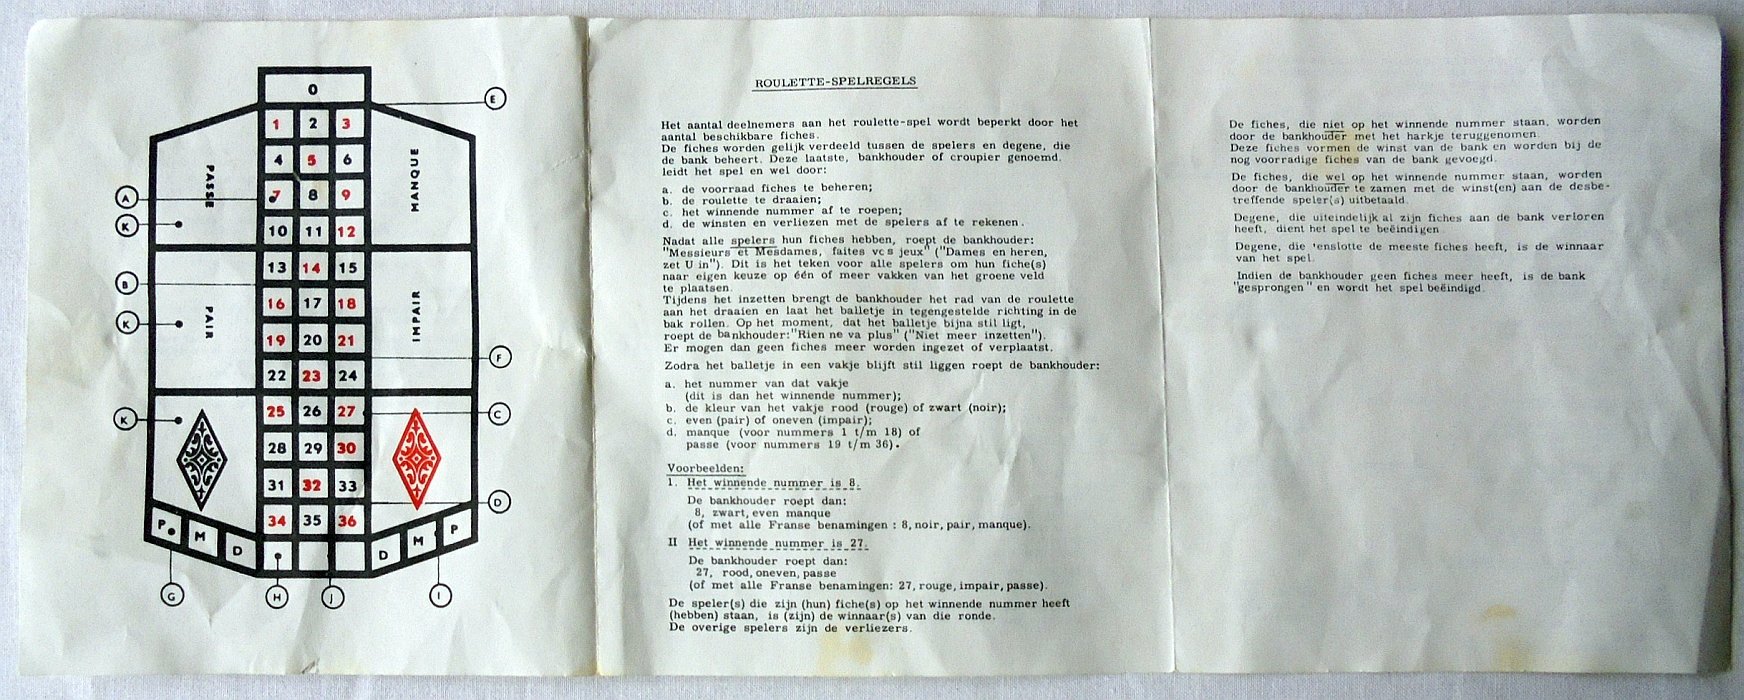 0
E
1 2 3
4 5 6
PASSE
MANQUE
A
7 8 9
K
10 11 12
13 14 15
B
16 17 18
K
PAIR
IMPAIR
19 20 21
F
22 23 24
K
25 26 27
C
28 29 30
31 32 33
D
34 35 36
P M D
D M P
G
H
J
I
ROULETTE-SPELREGELS
Het aantal deelnemers aan het roulette-spel wordt beperkt door het
aantal beschikbare fiches.
De fiches worden gelijk verdeeld tussen de spelers en degene, die
de bank beheert. Deze laatste, bankhouder of croupier genoemd.
leidt het spel en wel door:
a. de voorraad fiches te beheren;
b. de roulette te draaien;
c. het winnende nummer af te roepen;
d. de winsten en verliezen met de spelers af te rekenen.
Nadat alle spelers hun fiches hebben, roept de bankhouder:
"Messieurs et Mesdames, faites vcs jeux" ("Dames en heren,
zet U in"). Dit is het teken voor alle spelers om hun fiche(s)
naar eigen keuze op één of meer vakken van het groene veld
te plaatsen.
Tijdens het inzetten brengt de bankhouder het rad van de roulette
aan het draaien en laat het balletje in tegengestelde richting in de
bak rollen. Op het moment, dat het balletje bijna stil ligt,
roept de bankhouder:"Rien ne va plus" ("Niet meer inzetten").
Er mogen dan geen fiches meer worden ingezet of verplaatst.
Zodra het balletje in een vakje blijft stil liggen roept de bankhouder:
a. het nummer van dat vakje
(dit is dan het winnende nummer);
b. de kleur van het vakje rood (rouge) of zwart (noir);
c. even (pair) of oneven (impair);
d. manque (voor nummers 1 t/m 18) of
passe (voor nummers 19 t/m 36).
Voorbeelden:
I. Het winnende nummer is 8.
De bankhouder roept dan:
8, zwart, even manque
(of met alle Franse benamingen : 8, noir, pair, manque).
II Het winnende nummer is 27.
De bankhouder roept dan:
27, rood, oneven, passe
(of met alle Franse benamingen: 27, rouge, impair, passe).
De speler(s) die zijn (hun) fiche(s) op het winnende nummer heeft
(hebben) staan, is (zijn) de winnaar(s) van die ronde.
De overige spelers zijn de verliezers.
De fiches, die niet op het winnende nummer staan, worden
door de bankhouder met het harkje teruggenomen.
Deze fiches vormen de winst van de bank en worden bij de
nog voorradige fiches van de bank gevoegd.
De fiches, die wel op het winnende nummer staan, worden
door de bankhouder te zamen met de winst(en) aan de desbe-
treffende speler(s) uitbetaald.
Degene, die uiteindelijk al zijn fiches aan de bank verloren
heeft, dient het spel te beëindigen.
Degene, die 'enslotte de meeste fiches heeft, is de winnaar
van het spel.
Indien de bankhouder geen fiches meer heeft, is de bank
"gesprongen" en wordt het spel beëindigd.